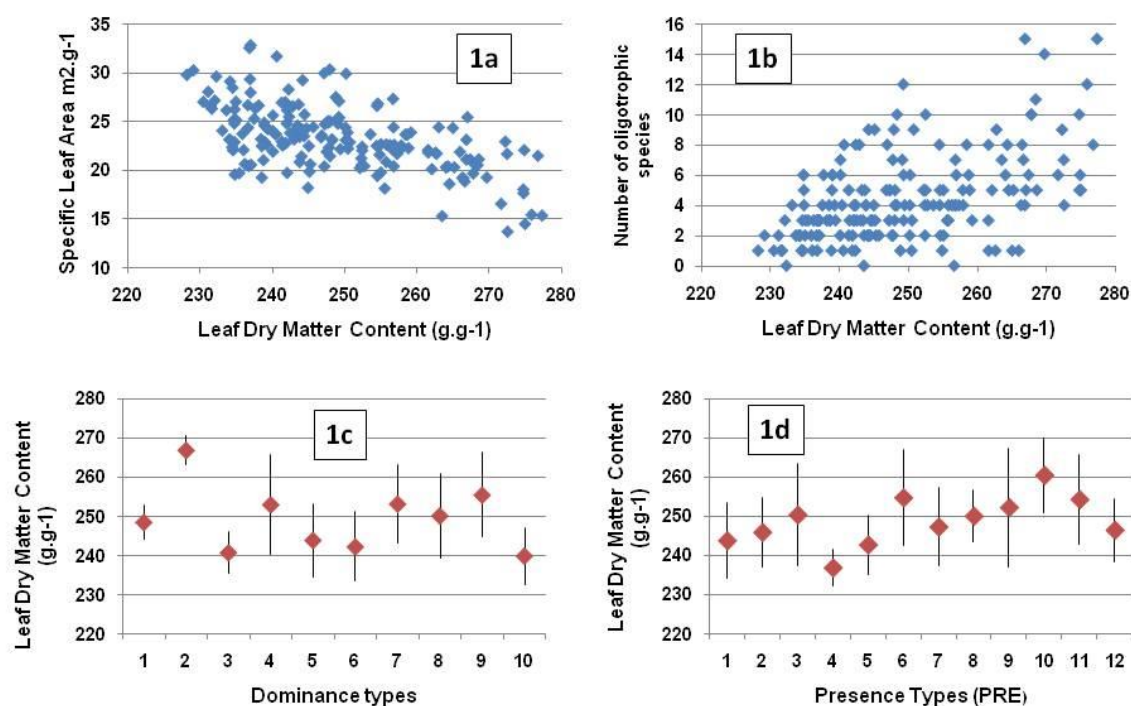 1a
Specific Leaf Area m2.g-1
35
30
25
20
15
10
220 230 240 250 260 270 280
Leaf Dry Matter Content (g.g-1)
1b
Number of oligotrophic
species
16
14
12
10
8
6
4
2
0
220 230 240 250 260 270 280
Leaf Dry Matter Content (g.g-1)
1c
Leaf Dry Matter Content
(g.g-1)
280
270
260
250
240
230
220
1 2 3 4 5 6 7 8 9 10
Dominance types
1d
Leaf Dry Matter Content
(g.g-1)
280
270
260
250
240
230
220
1 2 3 4 5 6 7 8 9 10 11 12
Presence Types (PRE)